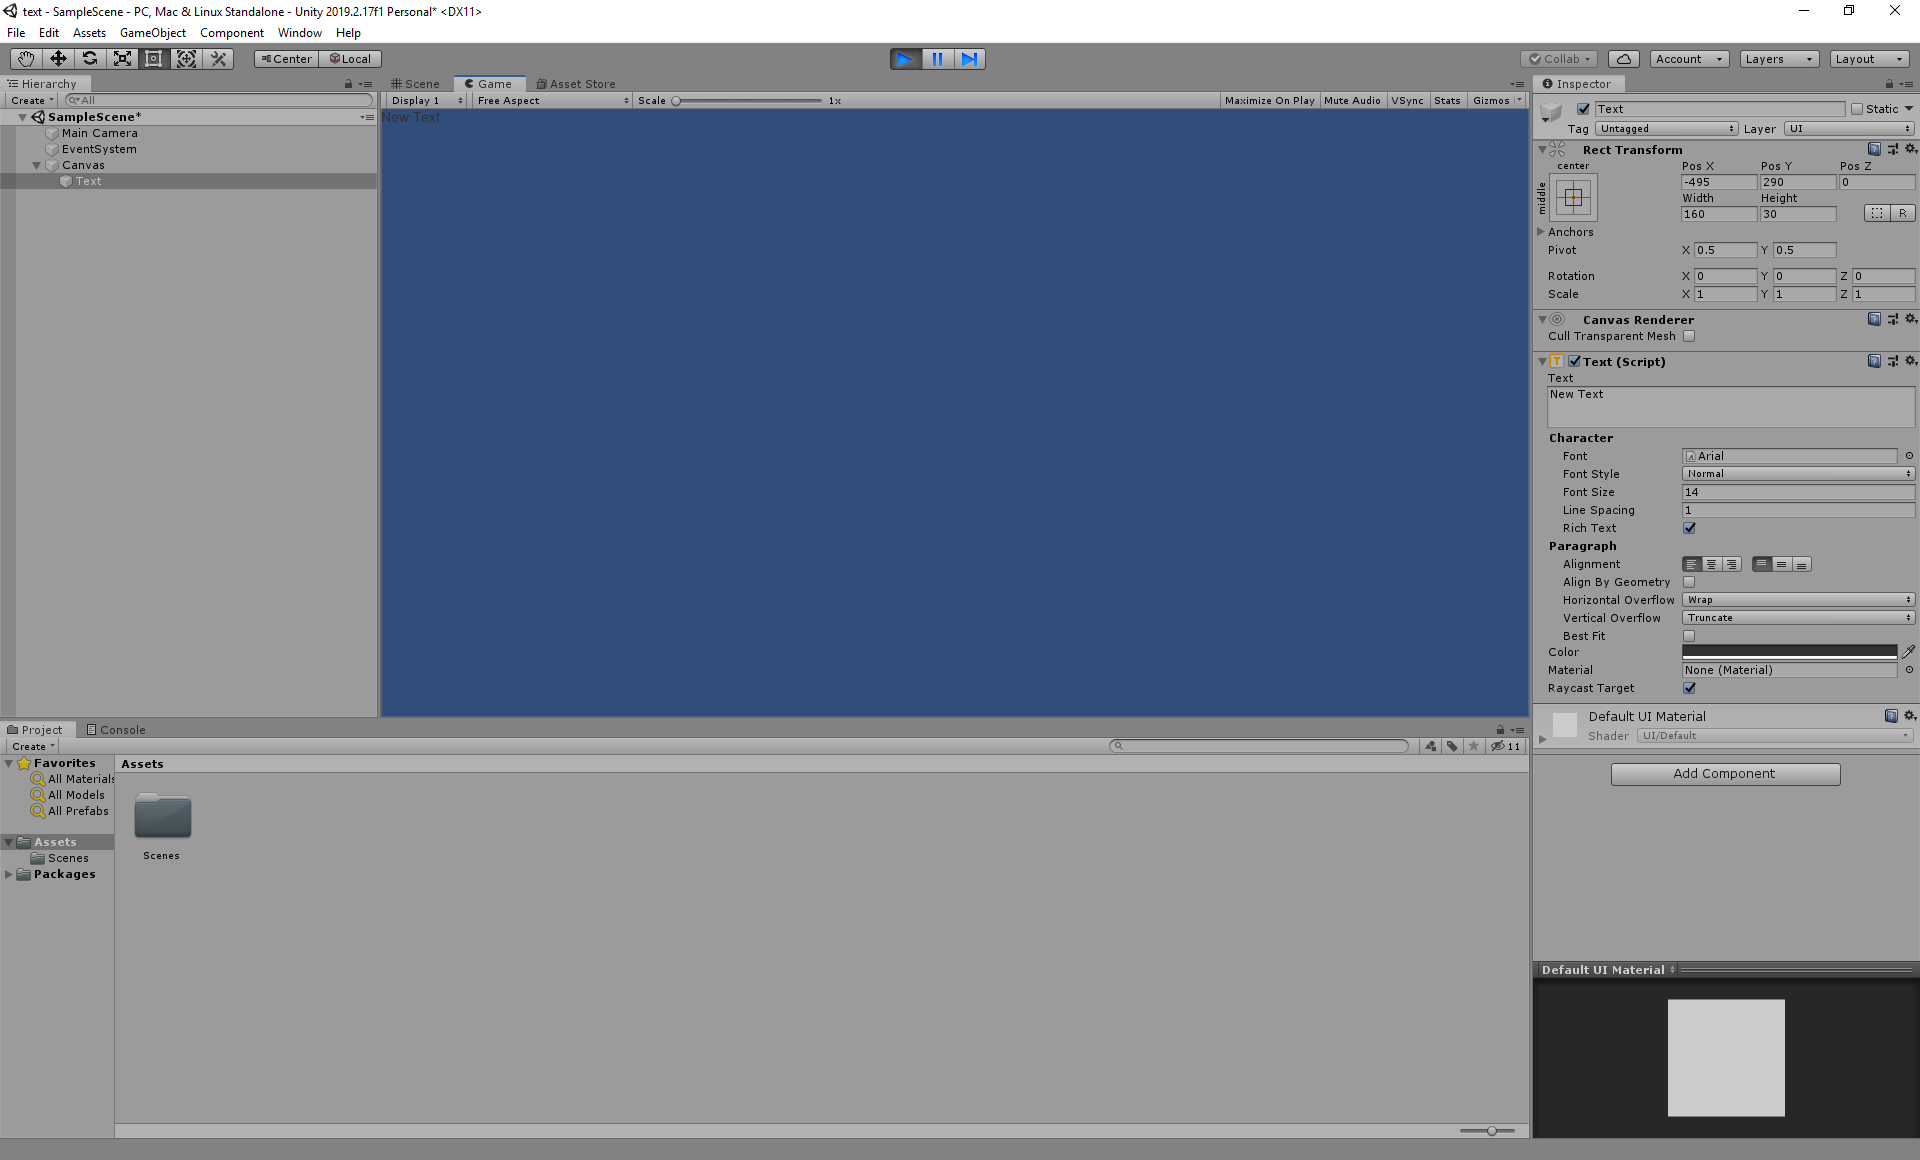 text - SampleScene - PC, Mac & Linux Standalone - Unity 2019.2.17f1 Personal* <DX11>
File Edit Assets GameObject Component Window Help
Center Local
Collab Account Layers Layout
Hierarchy
Create All
SampleScene*
Main Camera
EventSystem
Canvas
Text
Scene Game Asset Store
Display 1 Free Aspect Scale 1x Maximize On Play Mute Audio VSync Stats Gizmos
New Text
Inspector
Text Static
Tag Untagged Layer UI
Rect Transform
center
middle
Pos X Pos Y Pos Z
-495 290 0
Width Height
160 30 R
Anchors
Pivot X 0.5 Y 0.5
Rotation X 0 Y 0 Z 0
Scale X 1 Y 1 Z 1
Canvas Renderer
Cull Transparent Mesh
Text (Script)
Text
New Text
Character
Font Arial
Font Style Normal
Font Size 14
Line Spacing 1
Rich Text
Paragraph
Alignment
Align By Geometry
Horizontal Overflow Wrap
Vertical Overflow Truncate
Best Fit
Color
Material None (Material)
Raycast Target
Default UI Material
Shader UI/Default
Add Component
Default UI Material
Project Console
Create 11
Favorites
All Materials
All Models
All Prefabs
Assets
Scenes
Packages
Assets
Scenes